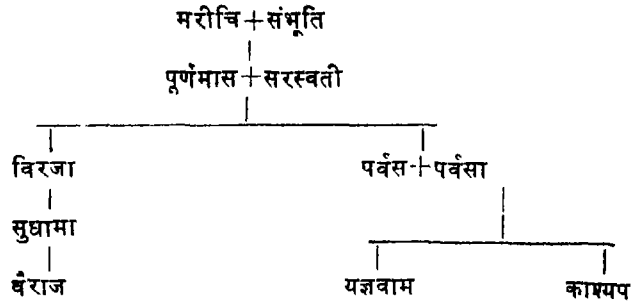 मरीचि+संभूति
पूर्णमास+सरस्वती
विरजा पर्वस+पर्वसा
सुधामा
वैराज यज्ञवाम काश्यप